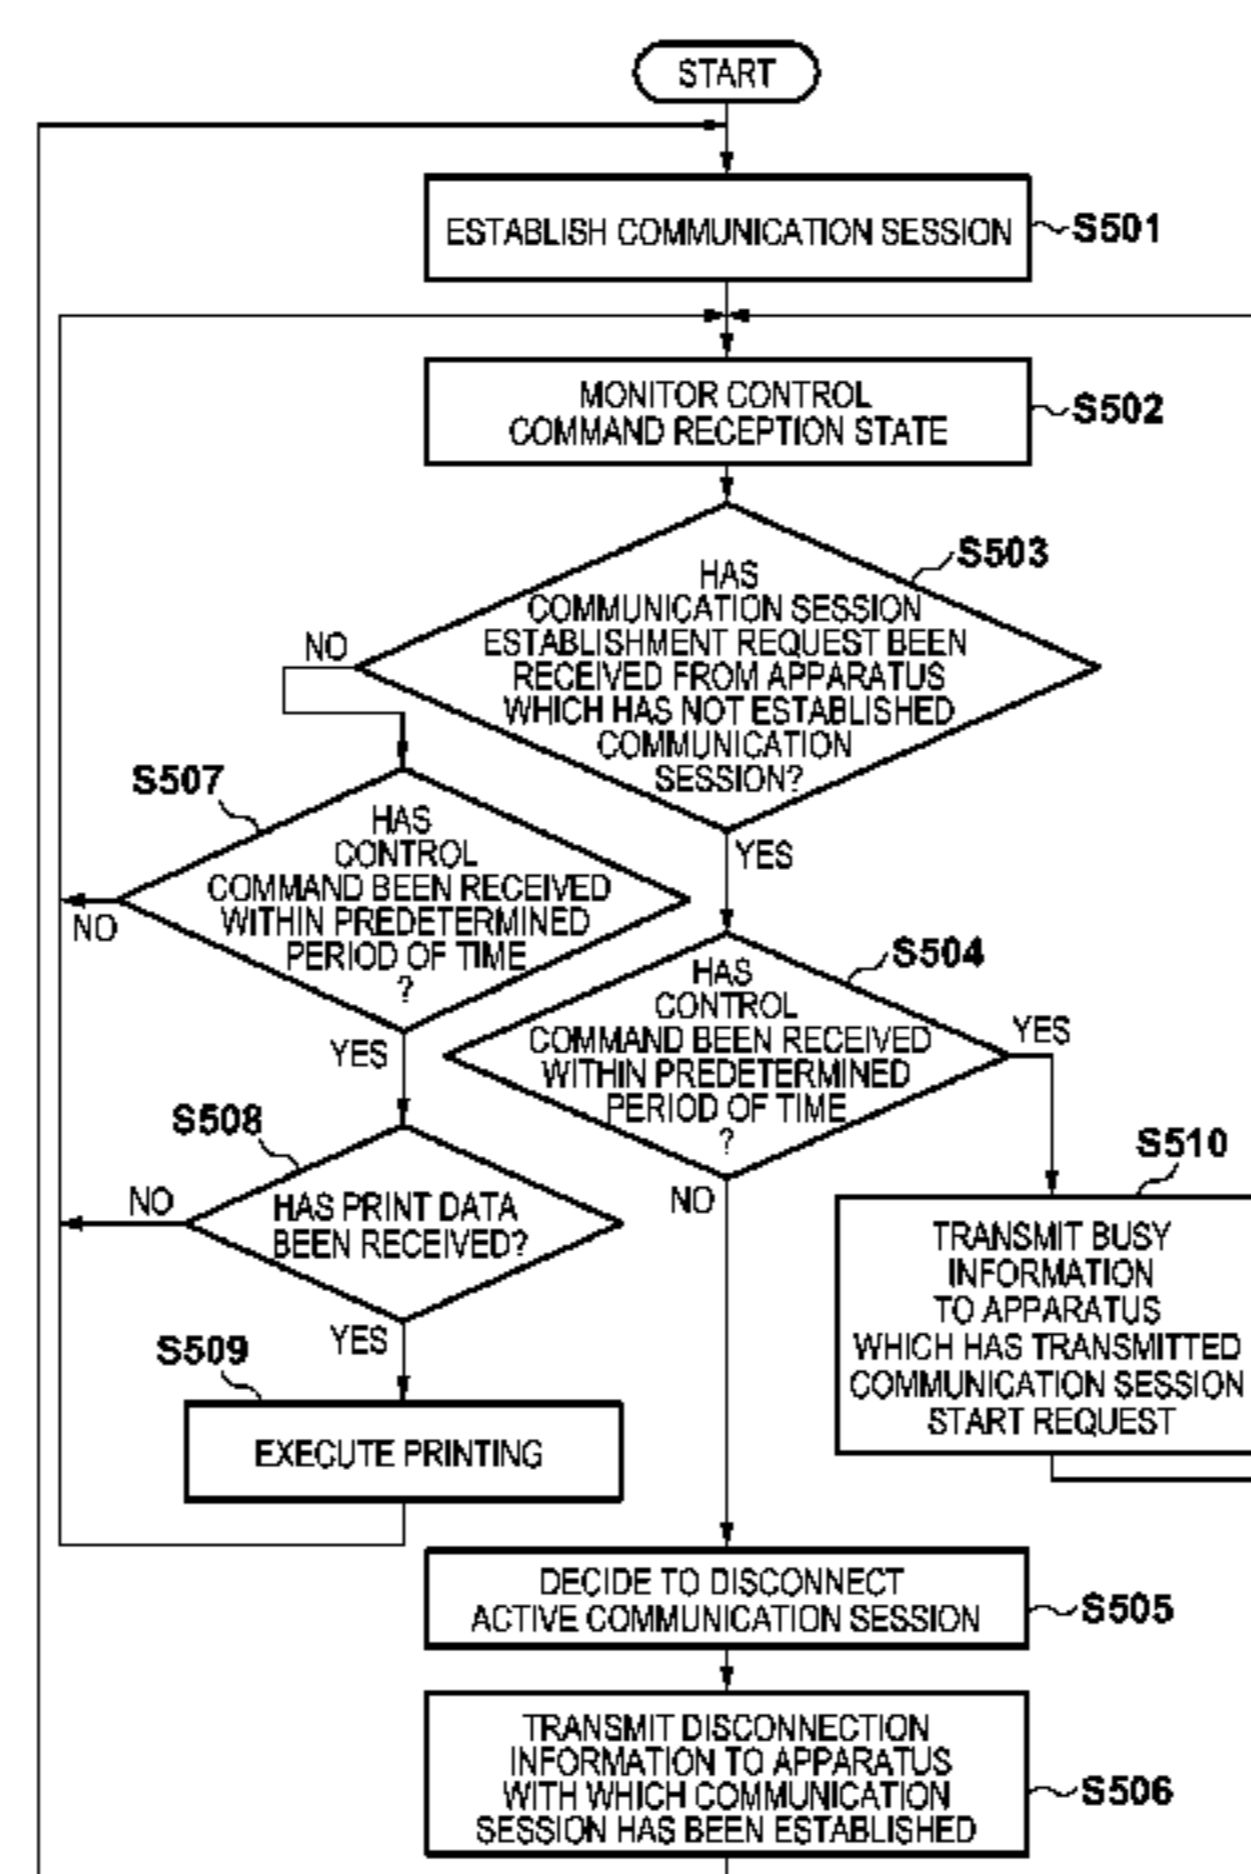 START
ESTABLISH COMMUNICATION SESSION
S501
MONITOR CONTROL
COMMAND RECEPTION STATE
S502
S503
HAS
COMMUNICATION SESSION
ESTABLISHMENT REQUEST BEEN
RECEIVED FROM APPARATUS
WHICH HAS NOT ESTABLISHED
COMMUNICATION
SESSION?
NO
YES
S507
HAS
CONTROL
COMMAND BEEN RECEIVED
WITHIN PREDETERMINED
PERIOD OF TIME
?
NO
YES
S504
HAS
CONTROL
COMMAND BEEN RECEIVED
WITHIN PREDETERMINED
PERIOD OF TIME
?
YES
NO
S508
HAS PRINT DATA
BEEN RECEIVED?
NO
YES
S510
TRANSMIT BUSY
INFORMATION
TO APPARATUS
WHICH HAS TRANSMITTED
COMMUNICATION SESSION
START REQUEST
S509
EXECUTE PRINTING
DECIDE TO DISCONNECT
ACTIVE COMMUNICATION SESSION
S505
TRANSMIT DISCONNECTION
INFORMATION TO APPARATUS
WITH WHICH COMMUNICATION
SESSION HAS BEEN ESTABLISHED
S506